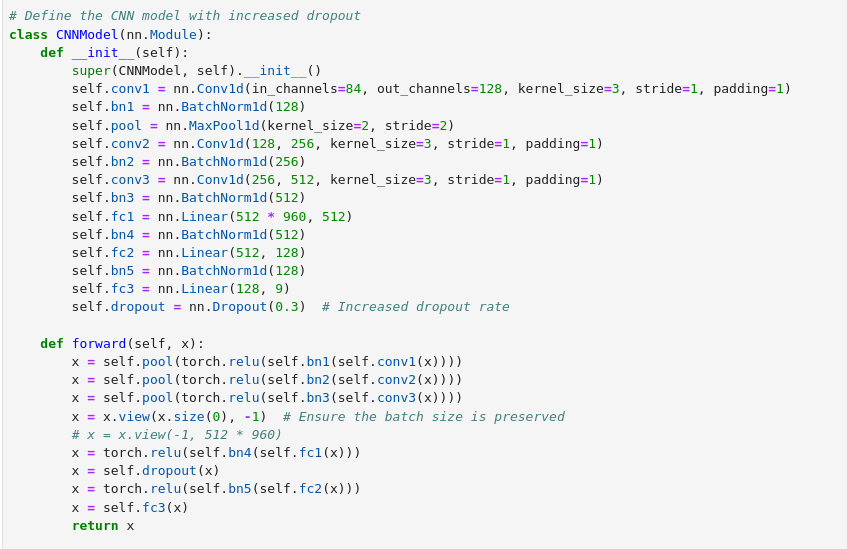 # Define the CNN model with increased dropout
class CNNModel(nn.Module):
    def __init__(self):
        super(CNNModel, self).__init__()
        self.conv1 = nn.Conv1d(in_channels=84, out_channels=128, kernel_size=3, stride=1, padding=1)
        self.bn1 = nn.BatchNorm1d(128)
        self.pool = nn.MaxPool1d(kernel_size=2, stride=2)
        self.conv2 = nn.Conv1d(128, 256, kernel_size=3, stride=1, padding=1)
        self.bn2 = nn.BatchNorm1d(256)
        self.conv3 = nn.Conv1d(256, 512, kernel_size=3, stride=1, padding=1)
        self.bn3 = nn.BatchNorm1d(512)
        self.fc1 = nn.Linear(512 * 960, 512)
        self.bn4 = nn.BatchNorm1d(512)
        self.fc2 = nn.Linear(512, 128)
        self.bn5 = nn.BatchNorm1d(128)
        self.fc3 = nn.Linear(128, 9)
        self.dropout = nn.Dropout(0.3)  # Increased dropout rate

    def forward(self, x):
        x = self.pool(torch.relu(self.bn1(self.conv1(x))))
        x = self.pool(torch.relu(self.bn2(self.conv2(x))))
        x = self.pool(torch.relu(self.bn3(self.conv3(x))))
        x = x.view(x.size(0), -1)  # Ensure the batch size is preserved
        # x = x.view(-1, 512 * 960)
        x = torch.relu(self.bn4(self.fc1(x)))
        x = self.dropout(x)
        x = torch.relu(self.bn5(self.fc2(x)))
        x = self.fc3(x)
        return x